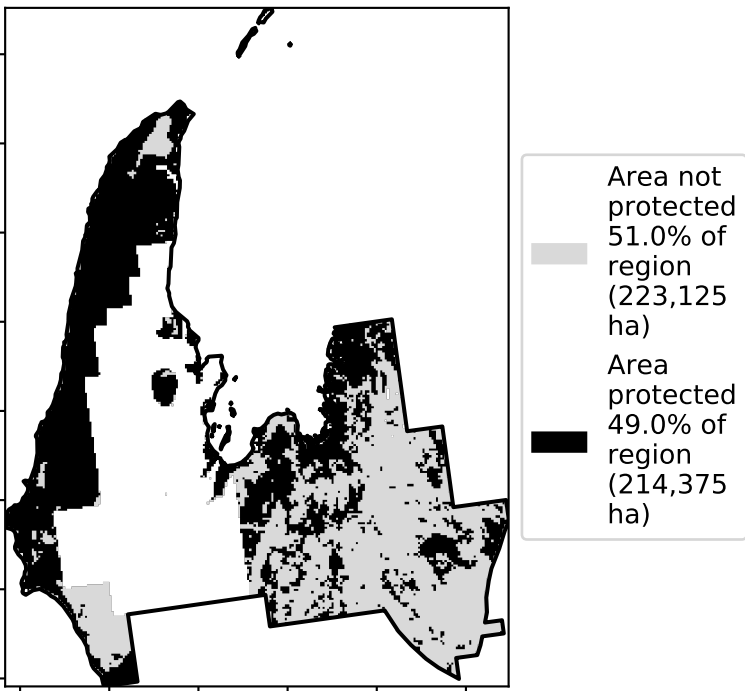 Area not
protected
51.0% of
region
(223,125
ha)
Area
protected
49.0% of
region
(214,375
ha)